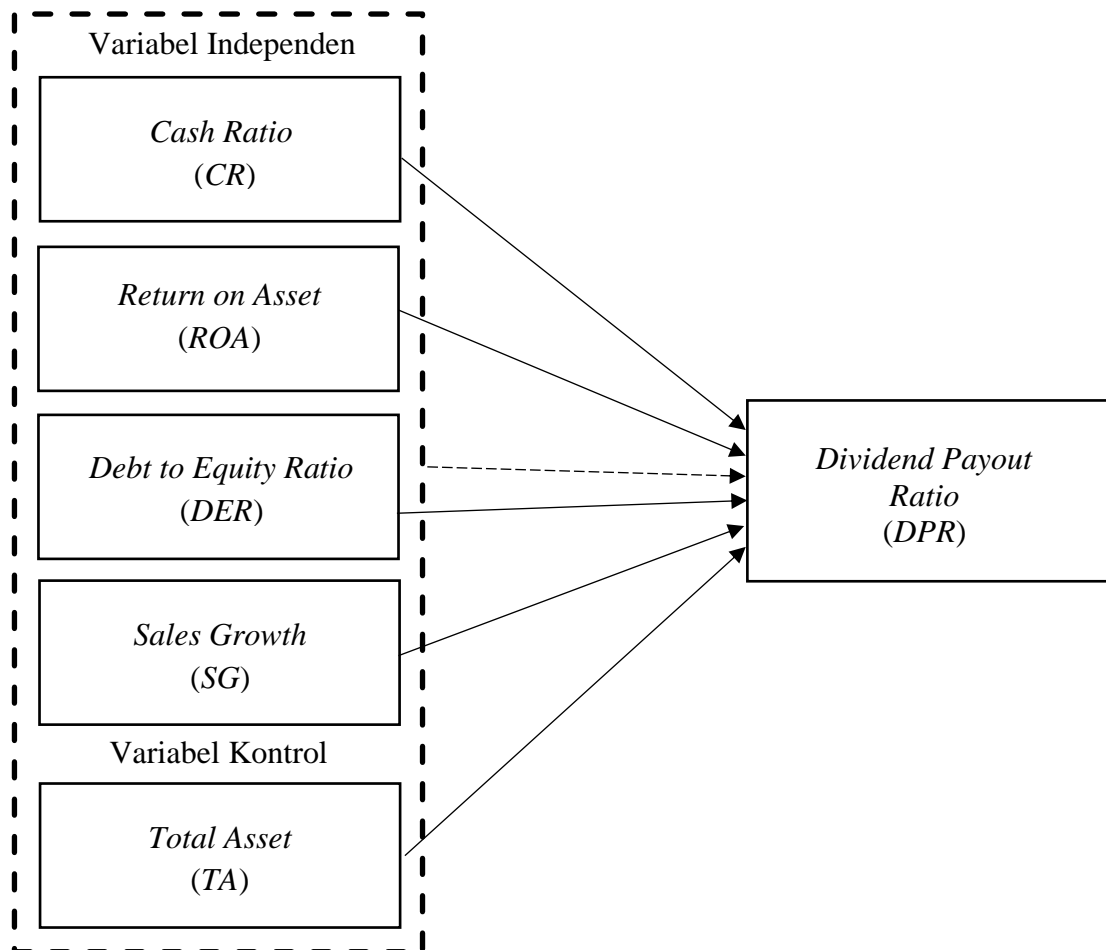 Variabel Independen
Cash Ratio
(CR)
Return on Asset
(ROA)
Debt to Equity Ratio
(DER)
Sales Growth
(SG)
Variabel Kontrol
Total Asset
(TA)
Dividend Payout
Ratio
(DPR)